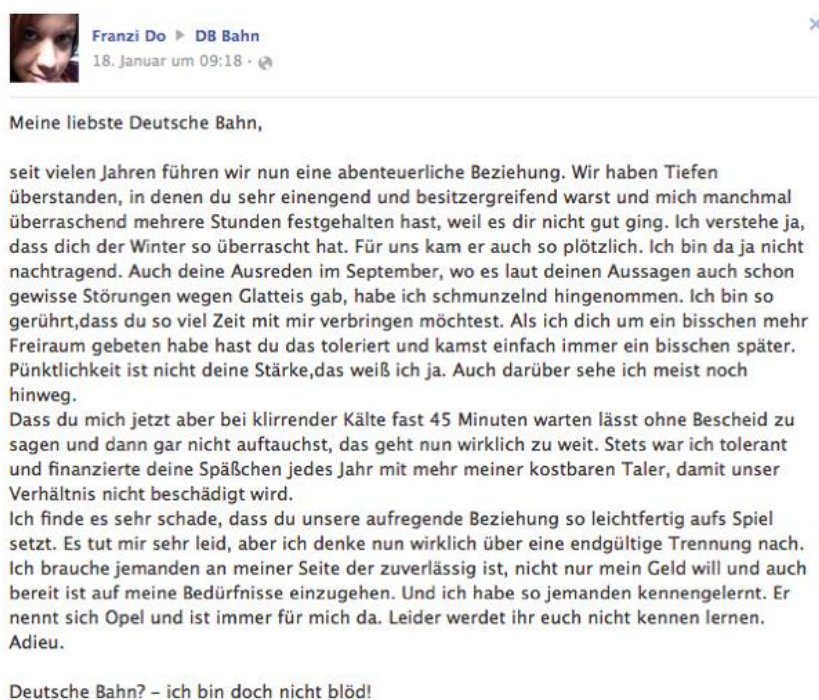 Franzi Do ▶ DB Bahn
18. Januar um 09:18 ·
Meine liebste Deutsche Bahn,
seit vielen Jahren führen wir nun eine abenteuerliche Beziehung. Wir haben Tiefen
überstanden, in denen du sehr einengend und besitzergreifend warst und mich manchmal
überraschend mehrere Stunden festgehalten hast, weil es dir nicht gut ging. Ich verstehe ja,
dass dich der Winter so überrascht hat. Für uns kam er auch so plötzlich. Ich bin da ja nicht
nachtragend. Auch deine Ausreden im September, wo es laut deinen Aussagen auch schon
gewisse Störungen wegen Glatteis gab, habe ich schmunzelnd hingenommen. Ich bin so
gerührt,dass du so viel Zeit mit mir verbringen möchtest. Als ich dich um ein bisschen mehr
Freiraum gebeten habe hast du das toleriert und kamst einfach immer ein bisschen später.
Pünktlichkeit ist nicht deine Stärke,das weiß ich ja. Auch darüber sehe ich meist noch
hinweg.
Dass du mich jetzt aber bei klirrender Kälte fast 45 Minuten warten lässt ohne Bescheid zu
sagen und dann gar nicht auftauchst, das geht nun wirklich zu weit. Stets war ich tolerant
und finanzierte deine Späßchen jedes Jahr mit mehr meiner kostbaren Taler, damit unser
Verhältnis nicht beschädigt wird.
Ich finde es sehr schade, dass du unsere aufregende Beziehung so leichtfertig aufs Spiel
setzt. Es tut mir sehr leid, aber ich denke nun wirklich über eine endgültige Trennung nach.
Ich brauche jemanden an meiner Seite der zuverlässig ist, nicht nur mein Geld will und auch
bereit ist auf meine Bedürfnisse einzugehen. Und ich habe so jemanden kennengelernt. Er
nennt sich Opel und ist immer für mich da. Leider werdet ihr euch nicht kennen lernen.
Adieu.
Deutsche Bahn? – ich bin doch nicht blöd!